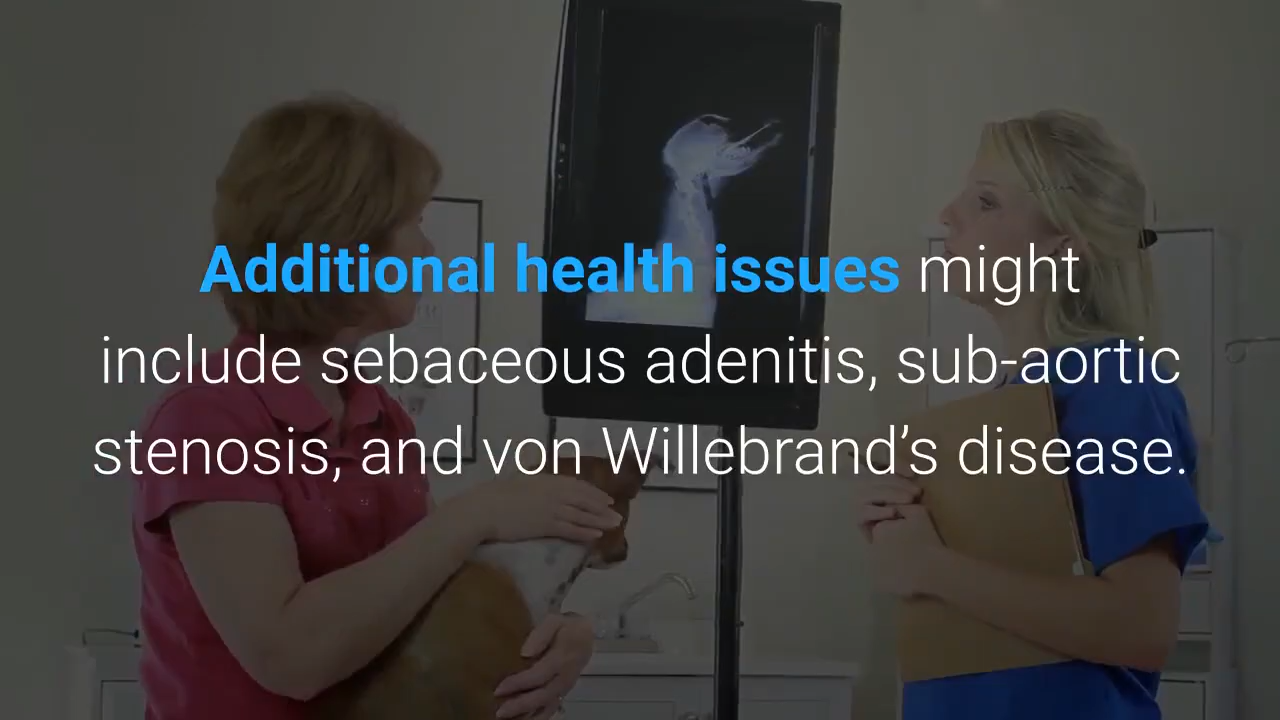 Additional health issues might
include sebaceous adenitis, sub-aortic
stenosis, and von Willebrand’s disease.